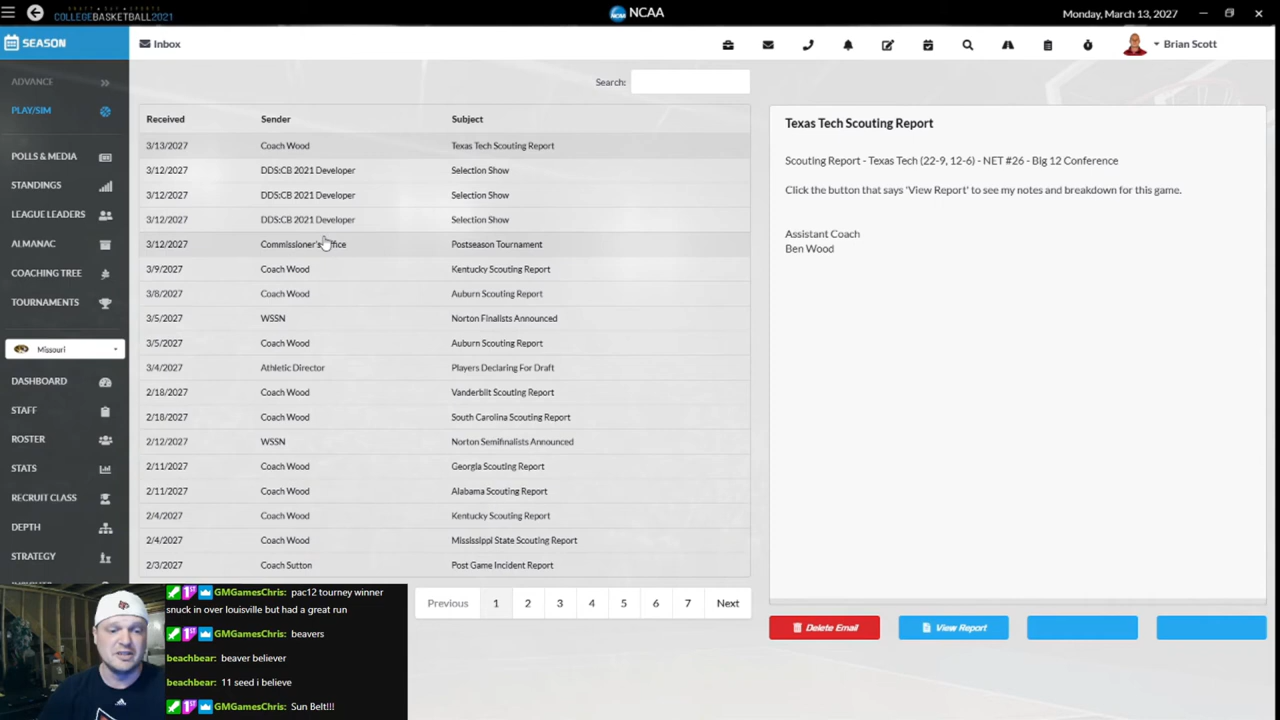 DRAFT DAY SPORTS
COLLEGEBASKETBALL2021
NCAA
Monday, March 13, 2027
SEASON
Inbox
Brian Scott
ADVANCE
PLAY/SIM
POLLS & MEDIA
STANDINGS
LEAGUE LEADERS
ALMANAC
COACHING TREE
TOURNAMENTS
Missouri
DASHBOARD
STAFF
ROSTER
STATS
RECRUIT CLASS
DEPTH
STRATEGY
Search:
Received Sender Subject
3/13/2027 Coach Wood Texas Tech Scouting Report
3/12/2027 DDS:CB 2021 Developer Selection Show
3/12/2027 DDS:CB 2021 Developer Selection Show
3/12/2027 DDS:CB 2021 Developer Selection Show
3/12/2027 Commissioner's Office Postseason Tournament
3/9/2027 Coach Wood Kentucky Scouting Report
3/8/2027 Coach Wood Auburn Scouting Report
3/5/2027 WSSN Norton Finalists Announced
3/5/2027 Coach Wood Auburn Scouting Report
3/4/2027 Athletic Director Players Declaring For Draft
2/18/2027 Coach Wood Vanderbilt Scouting Report
2/18/2027 Coach Wood South Carolina Scouting Report
2/12/2027 WSSN Norton Semifinalists Announced
2/11/2027 Coach Wood Georgia Scouting Report
2/11/2027 Coach Wood Alabama Scouting Report
2/4/2027 Coach Wood Kentucky Scouting Report
2/4/2027 Coach Wood Mississippi State Scouting Report
2/3/2027 Coach Sutton Post Game Incident Report
Previous 1 2 3 4 5 6 7 Next
Texas Tech Scouting Report
Scouting Report - Texas Tech (22-9, 12-6) - NET #26 - Big 12 Conference
Click the button that says 'View Report' to see my notes and breakdown for this game.
Assistant Coach
Ben Wood
Delete Email
View Report
GMGamesChris: pac12 tourney winner
snuck in over louisville but had a great run
GMGamesChris: beavers
beachbear: beaver believer
beachbear: 11 seed i believe
GMGamesChris: Sun Belt!!!